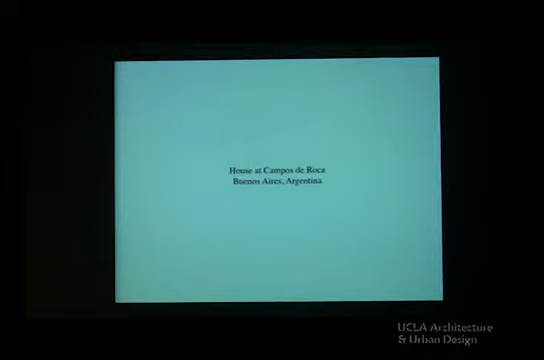 House at Campos de Roca
Buenos Aires, Argentina
UCLA Architecture
& Urban Design